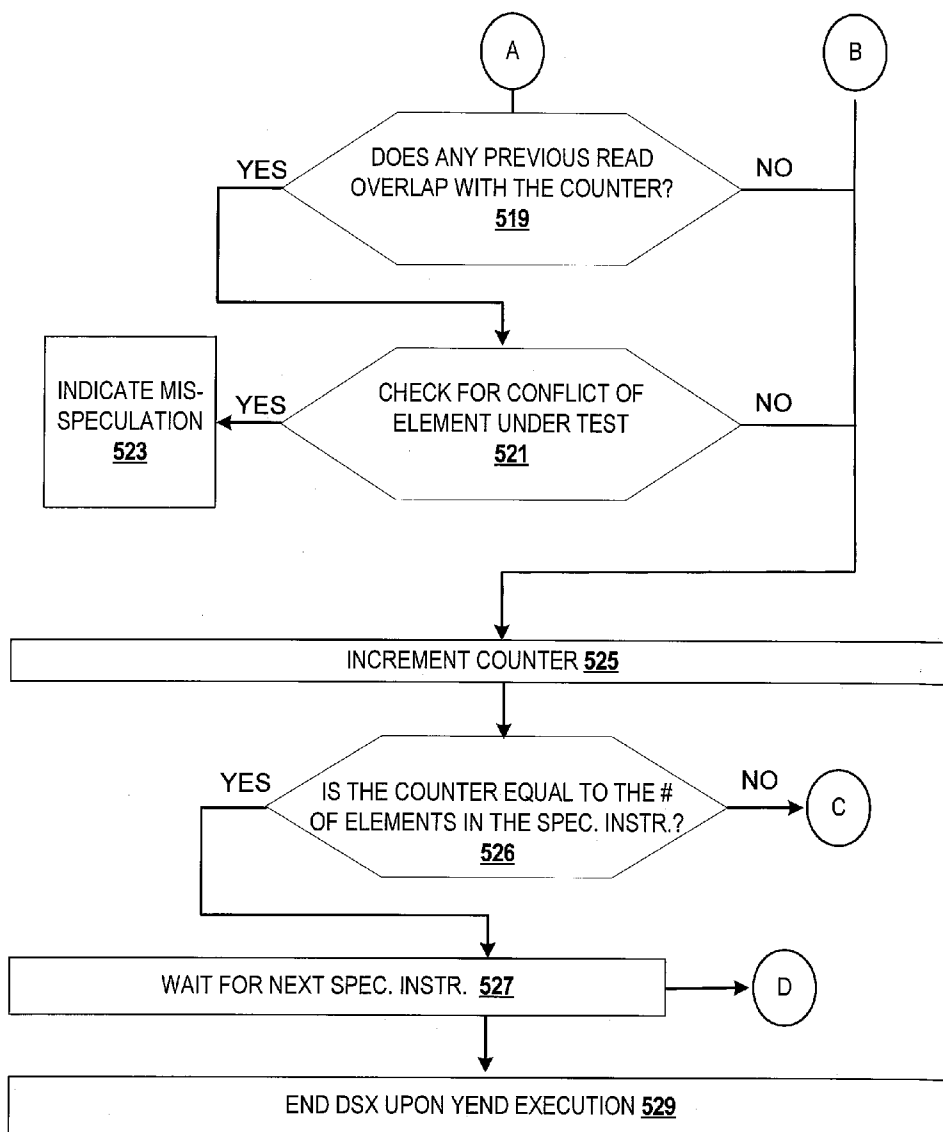 A
B
DOES ANY PREVIOUS READ
OVERLAP WITH THE COUNTER?
519
YES
NO
INDICATE MIS-
SPECULATION
523
YES
CHECK FOR CONFLICT OF
ELEMENT UNDER TEST
521
NO
INCREMENT COUNTER 525
YES
IS THE COUNTER EQUAL TO THE #
OF ELEMENTS IN THE SPEC. INSTR.?
526
NO
C
WAIT FOR NEXT SPEC. INSTR. 527
D
END DSX UPON YEND EXECUTION 529